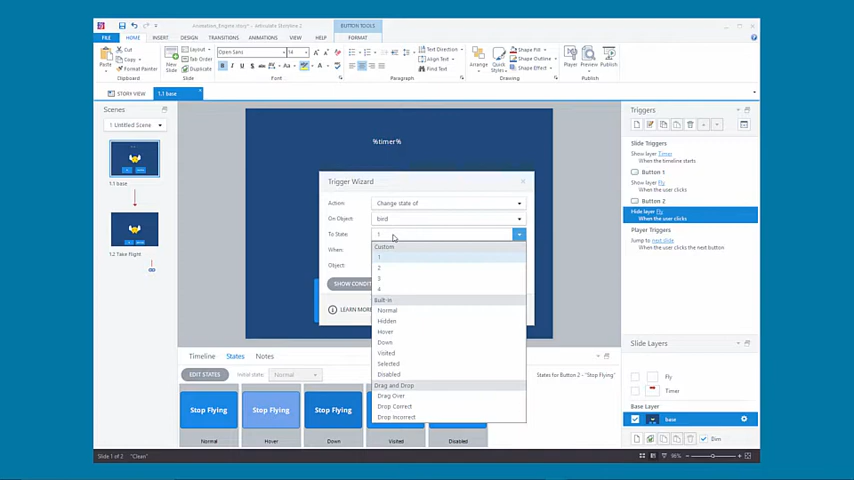 Animation_Engine.story* - Articulate Storyline 2
BUTTON TOOLS
FILE HOME INSERT DESIGN TRANSITIONS ANIMATIONS VIEW HELP FORMAT
Paste
Cut
Copy
Format Painter
Clipboard
New Slide
Layout
Tab Order
Duplicate
Slide
Open Sans
14
Font
Text Direction
Align Text
Find Text
Paragraph
Arrange
Quick Styles
Shape Fill
Shape Outline
Shape Effect
Drawing
Player Preview Publish
Publish
STORY VIEW
1.1 base
Scenes
1 Untitled Scene
1.1 base
1.2 Take Flight
%timer%
Trigger Wizard
Action: Change state of
On Object: bird
To State: 1
When:
Object:
SHOW CONDIT
LEARN MORE
Custom
1
2
3
4
Built-In
Normal
Hidden
Hover
Down
Visited
Selected
Disabled
Drag and Drop
Drag Over
Drop Correct
Drop Incorrect
Timeline States Notes
EDIT STATES
Initial state: Normal
States for Button 2 - "Stop Flying"
Stop Flying
Stop Flying
Stop Flying
Normal
Hover
Down
Visited
Disabled
Triggers
Slide Triggers
Show layer Timer
When the timeline starts
Button 1
Show layer Fly
When the user clicks
Button 2
Hide layer Fly
When the user clicks
Player Triggers
Jump to next slide
When the user clicks the next button
Slide Layers
Fly
Timer
Base Layer
base
Dim
Slide 1 of 2
"Clean"
96%